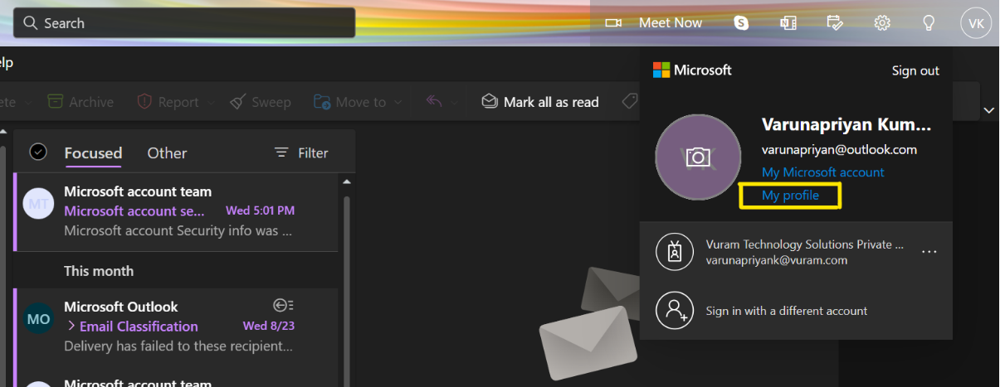 Search
Meet Now
VK
elp
ete
Archive
Report
Sweep
Move to
Mark all as read
Microsoft
Sign out
VK
Varunapriyan Kum...
varunapriyan@outlook.com
My Microsoft account
My profile
Vuram Technology Solutions Private ...
varunapriyank@vuram.com
Sign in with a different account
Focused
Other
Filter
MT
Microsoft account team
Microsoft account se...
Wed 5:01 PM
Microsoft account Security info was ...
This month
MO
Microsoft Outlook
Email Classification
Wed 8/23
Delivery has failed to these recipient...
Microsoft account team